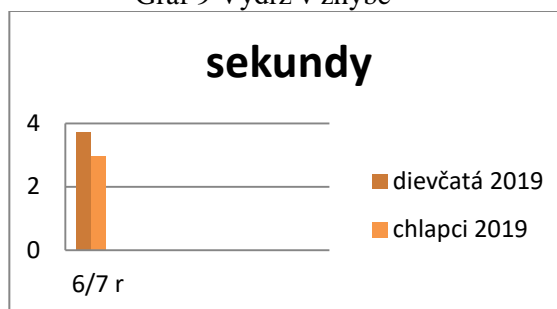 Graf 9 Výdrž v zhybe
sekundy
4
2
0
6/7 r
dievčatá 2019
chlapci 2019